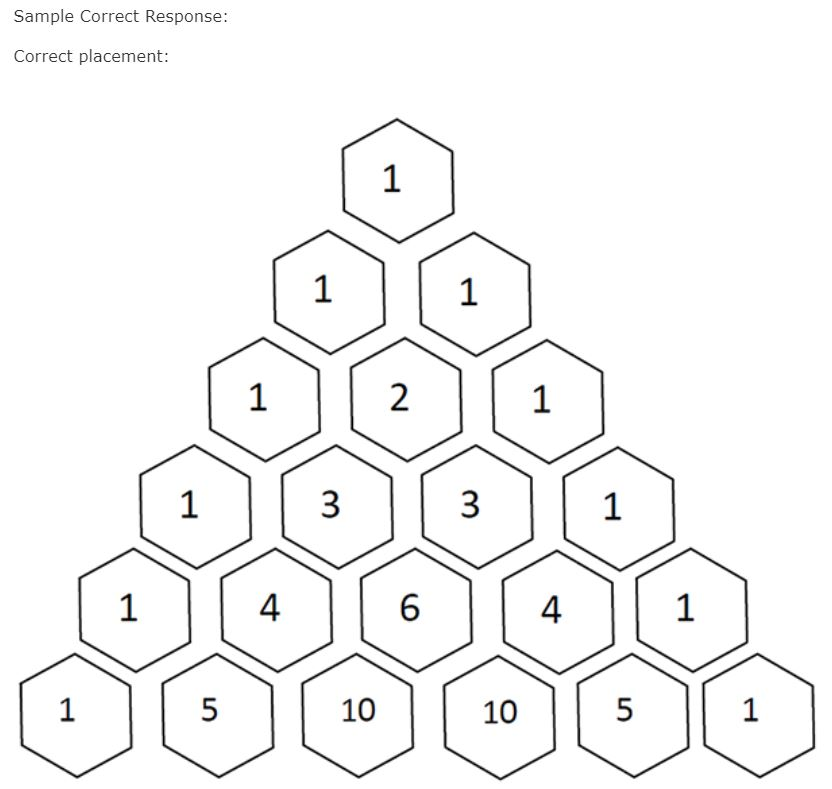 Sample Correct Response:
Correct placement:
1
1 1
1 2 1
1 3 3 1
1 4 6 4 1
1 5 10 10 5 1